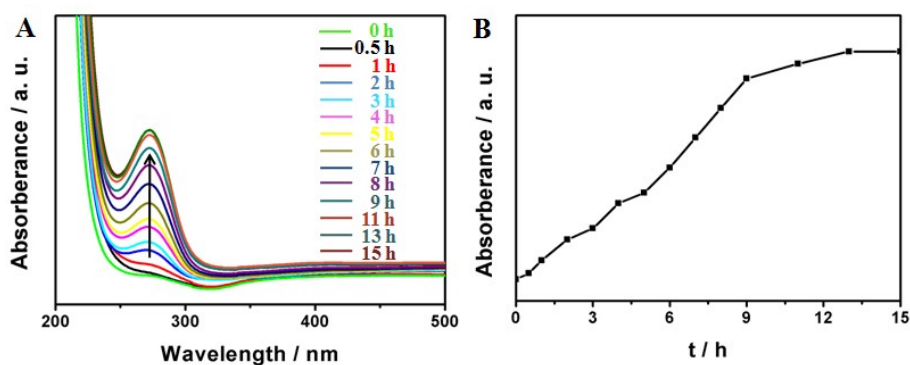 A
Absorberance / a. u.
0 h
0.5 h
1 h
2 h
3 h
4 h
5 h
6 h
7 h
8 h
9 h
11 h
13 h
15 h
200 250 300 400 500
Wavelength / nm
B
Absorberance / a. u.
0 3 6 9 12 15
t / h